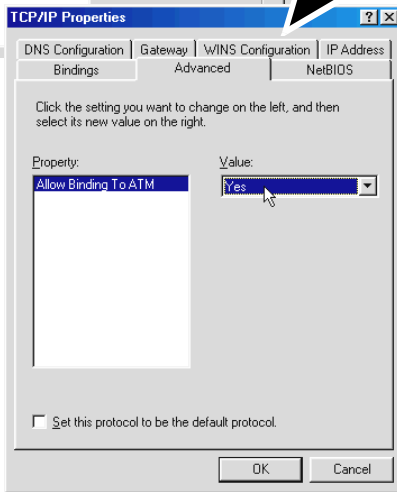 TCP/IP Properties
DNS Configuration Gateway WINS Configuration IP Address
Bindings Advanced NetBIOS
Click the setting you want to change on the left, and then
select its new value on the right.
Property: Value:
Allow Binding To ATM Yes
Set this protocol to be the default protocol.
OK Cancel